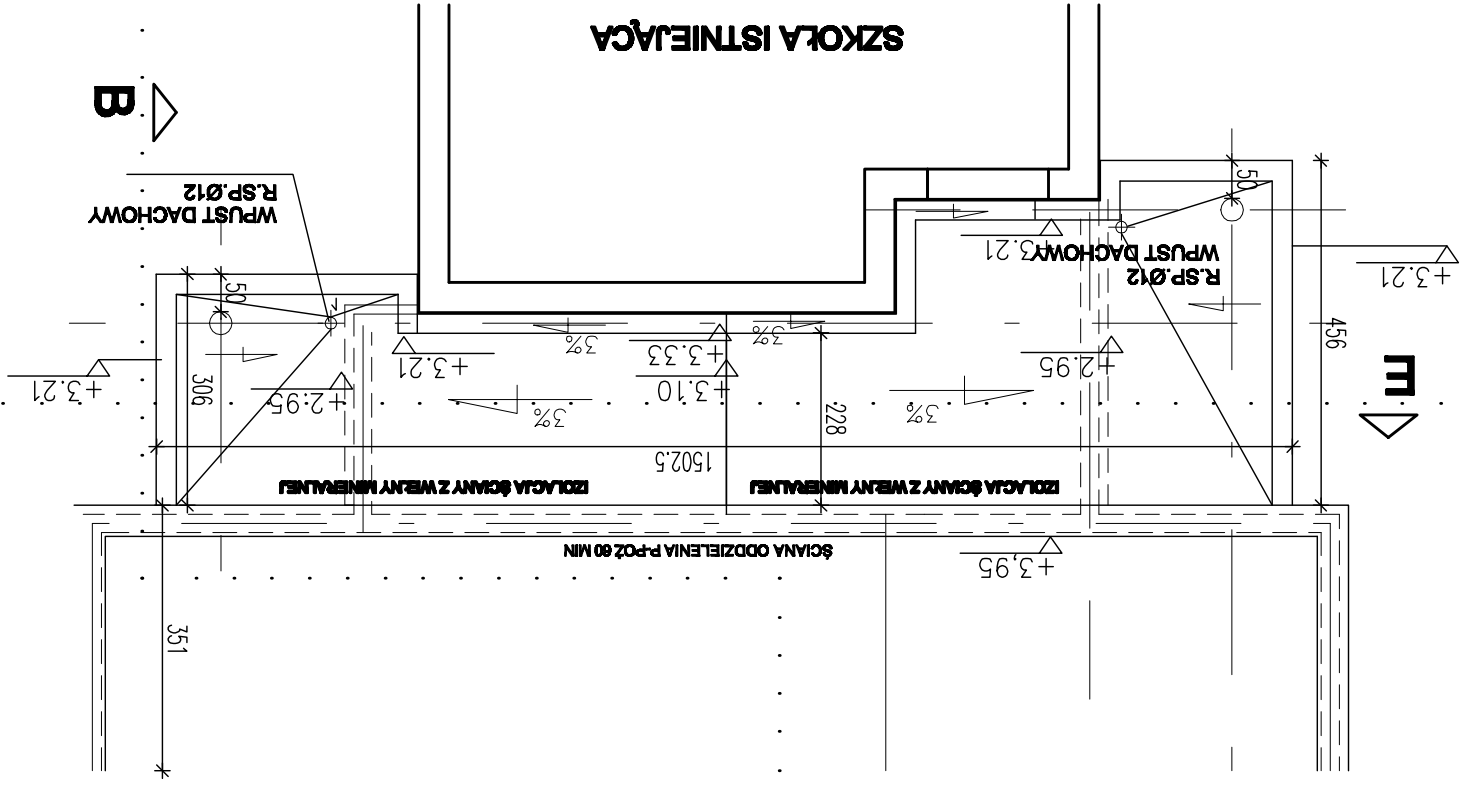 351
+3,95
ŚCIANA ODDZIELENIA P-POŻ 60 MIN
IZOLACJA ŚCIANY Z WEŁNY MINERALNEJ
IZOLACJA ŚCIANY Z WEŁNY MINERALNEJ
1502.5
228
3%
3%
+2.95
+3.10
306
+3.21
E
+2.95
+3.33
+3.21
456
3%
3%
50
+3.21
R.SP.Ø12
WPUST DACHOWY
+3.21
WPUST DACHOWY
R.SP.Ø12
50
B
SZKOŁA ISTNIEJĄCA